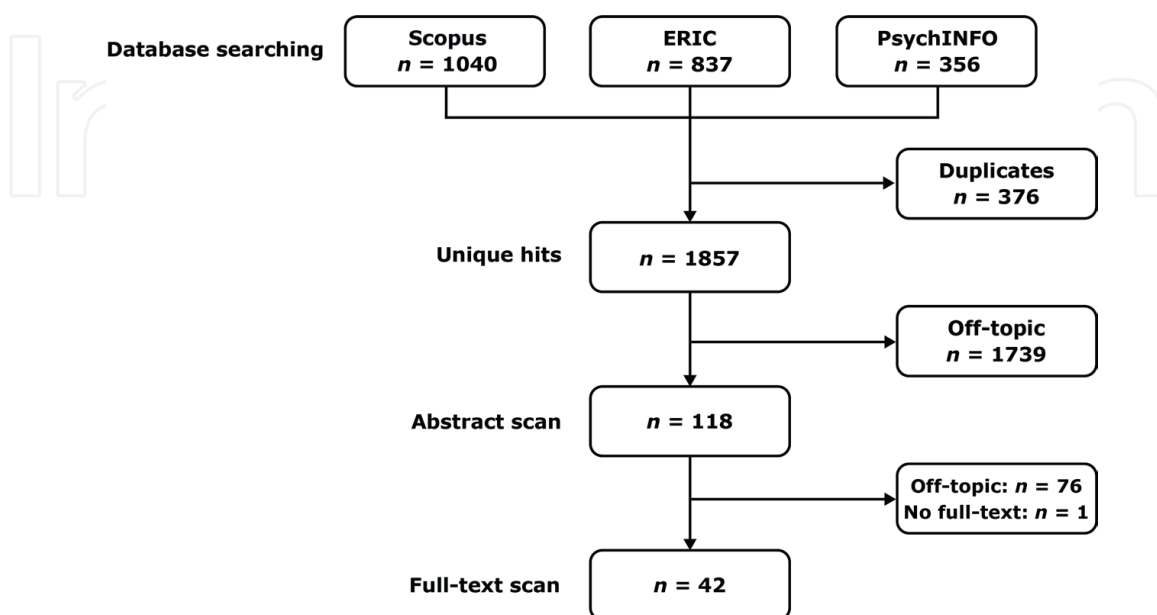 Database searching
Scopus
n = 1040
ERIC
n = 837
PsychINFO
n = 356
Duplicates
n = 376
Unique hits
n = 1857
Off-topic
n = 1739
Abstract scan
n = 118
Off-topic: n = 76
No full-text: n = 1
Full-text scan
n = 42